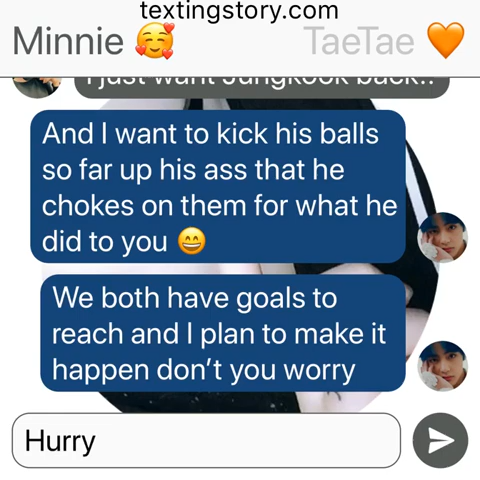 textingstory.com
Minnie 🥰 TaeTae 🧡
I just want Jungkook back..
And I want to kick his balls
so far up his ass that he
chokes on them for what he
did to you 😄
We both have goals to
reach and I plan to make it
happen don’t you worry
Hurry